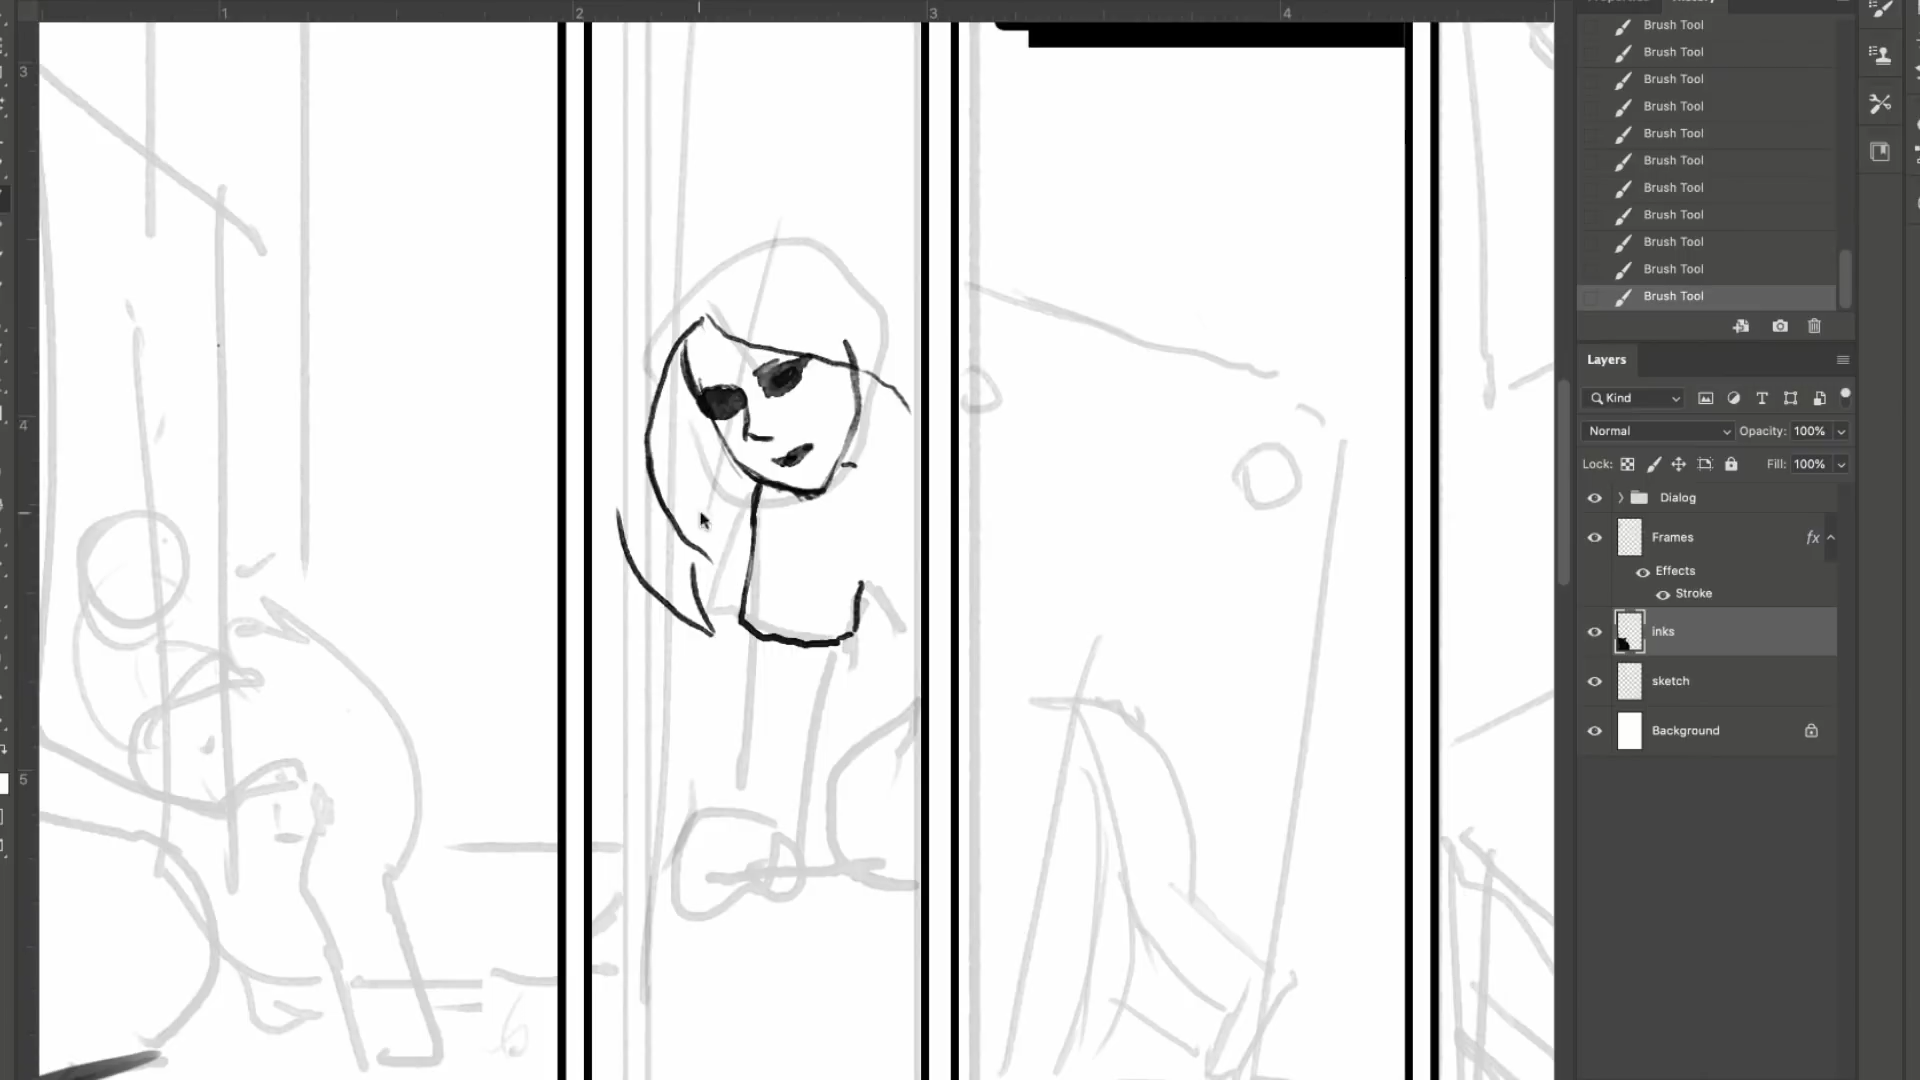 1
2
3
4
3
4
5
6
Brush Tool
Brush Tool
Brush Tool
Brush Tool
Brush Tool
Brush Tool
Brush Tool
Brush Tool
Brush Tool
Brush Tool
Brush Tool
Layers
Kind
Normal Opacity: 100%
Lock: Fill: 100%
Dialog
Frames fx
Effects
Stroke
inks
sketch
Background